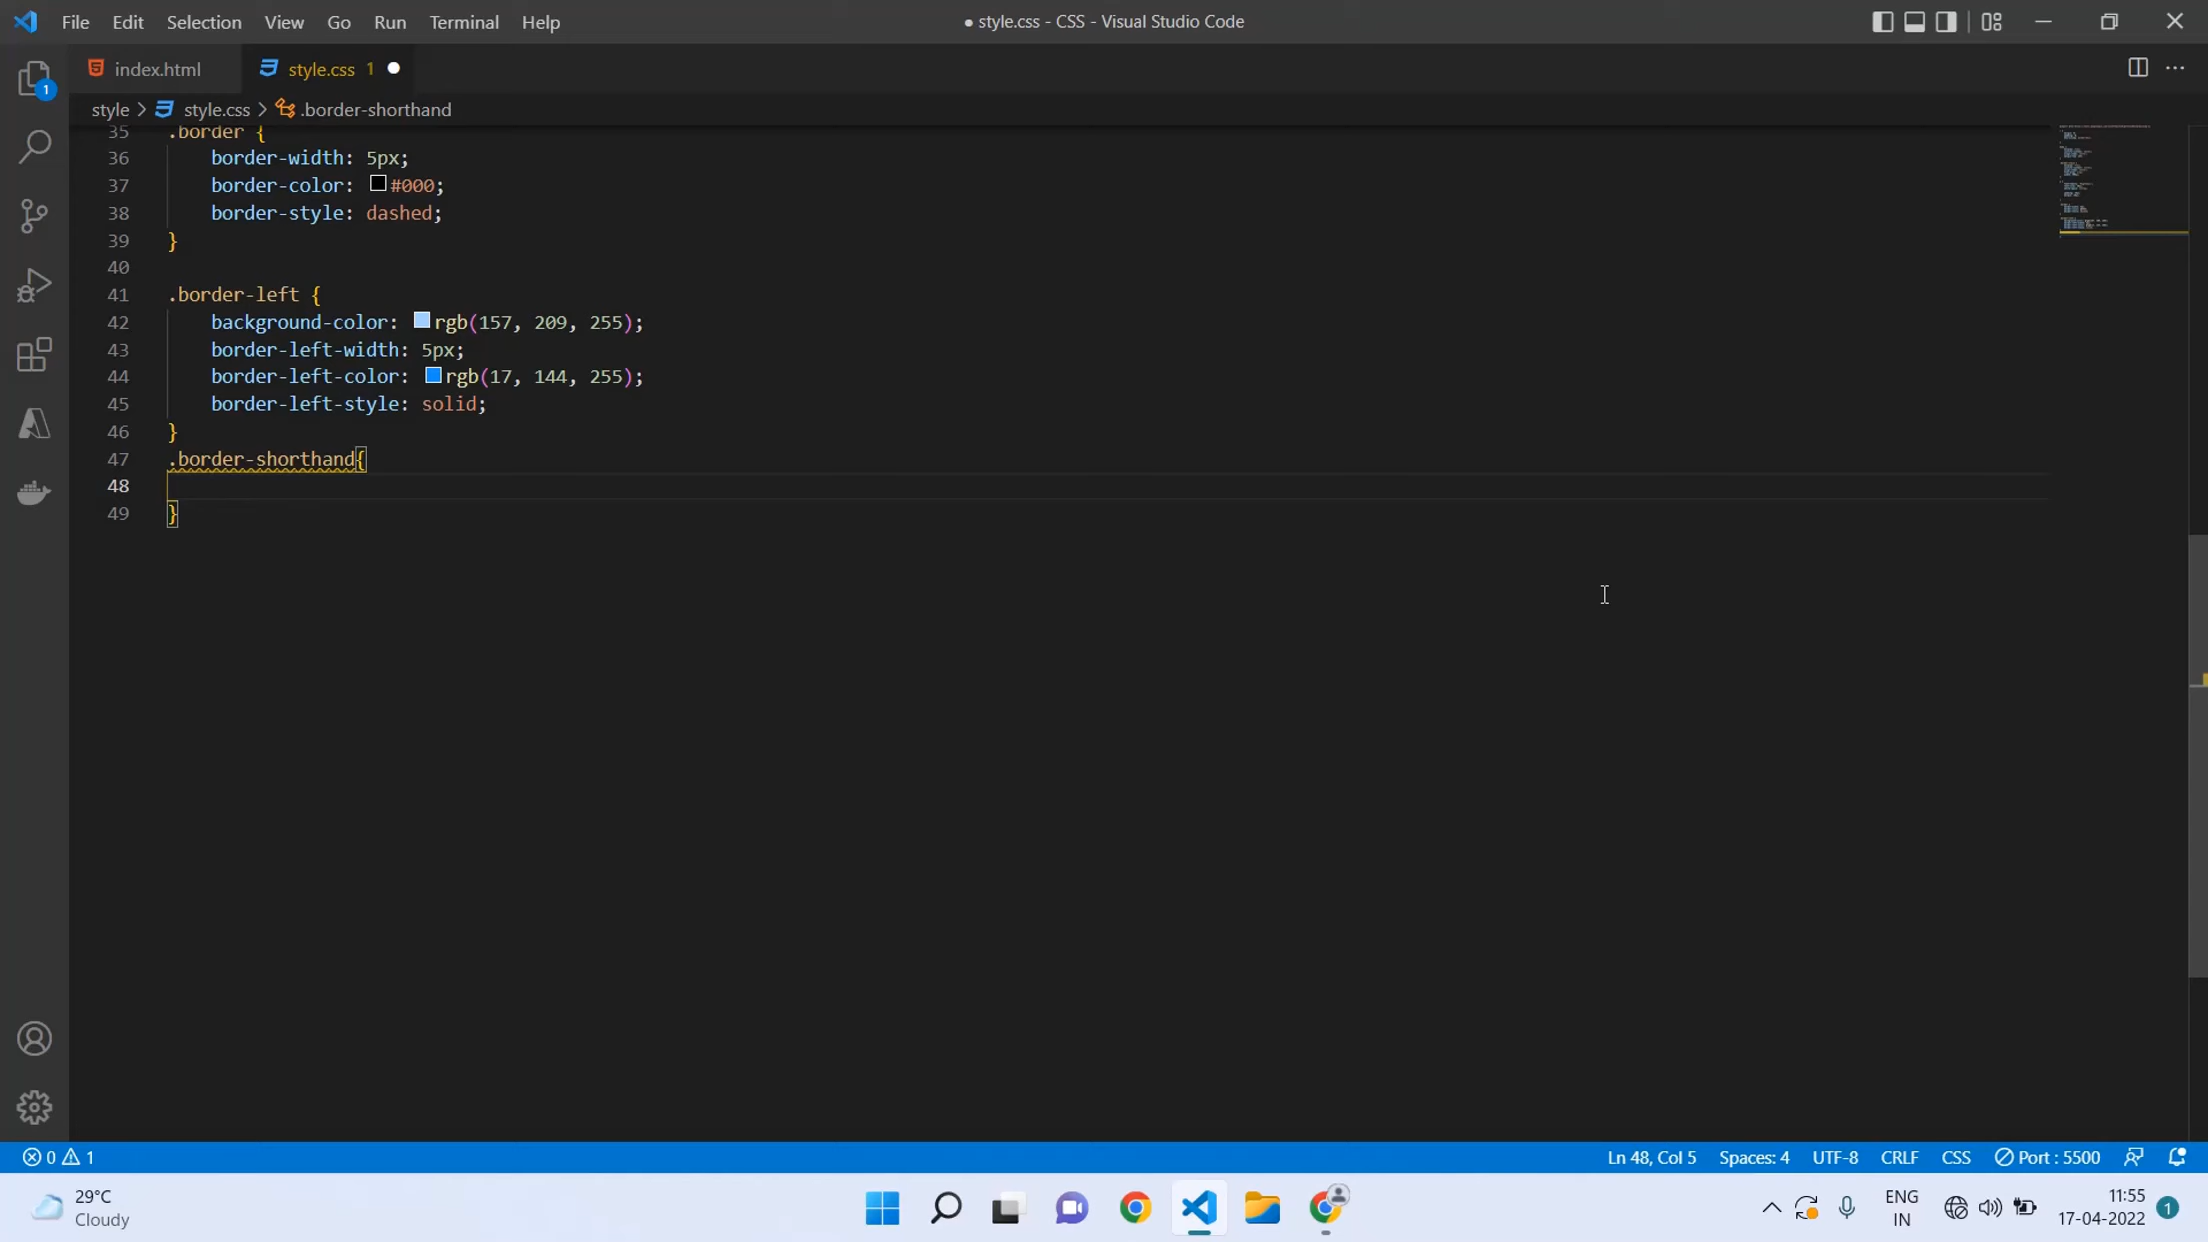 File Edit Selection View Go Run Terminal Help
● style.css - CSS - Visual Studio Code
index.html
style.css 1
style > style.css > .border-shorthand
35 .border {
36 border-width: 5px;
37 border-color: #000;
38 border-style: dashed;
39 }
40
41 .border-left {
42 background-color: rgb(157, 209, 255);
43 border-left-width: 5px;
44 border-left-color: rgb(17, 144, 255);
45 border-left-style: solid;
46 }
47 .border-shorthand{
48
49 }
1
0 1
Ln 48, Col 5 Spaces: 4 UTF-8 CRLF CSS Port : 5500
29°C
Cloudy
ENG
IN
11:55
17-04-2022
1